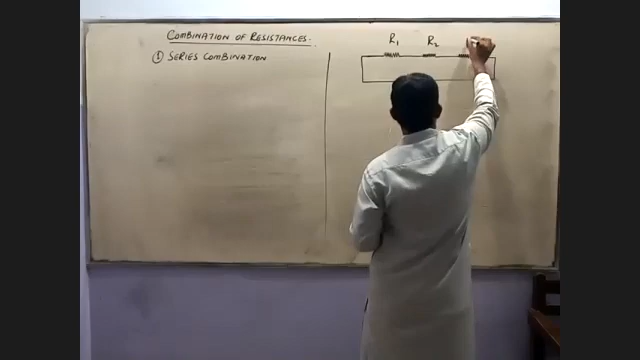 COMBINATION OF RESISTANCES.
① SERIES COMBINATION
R1 R2